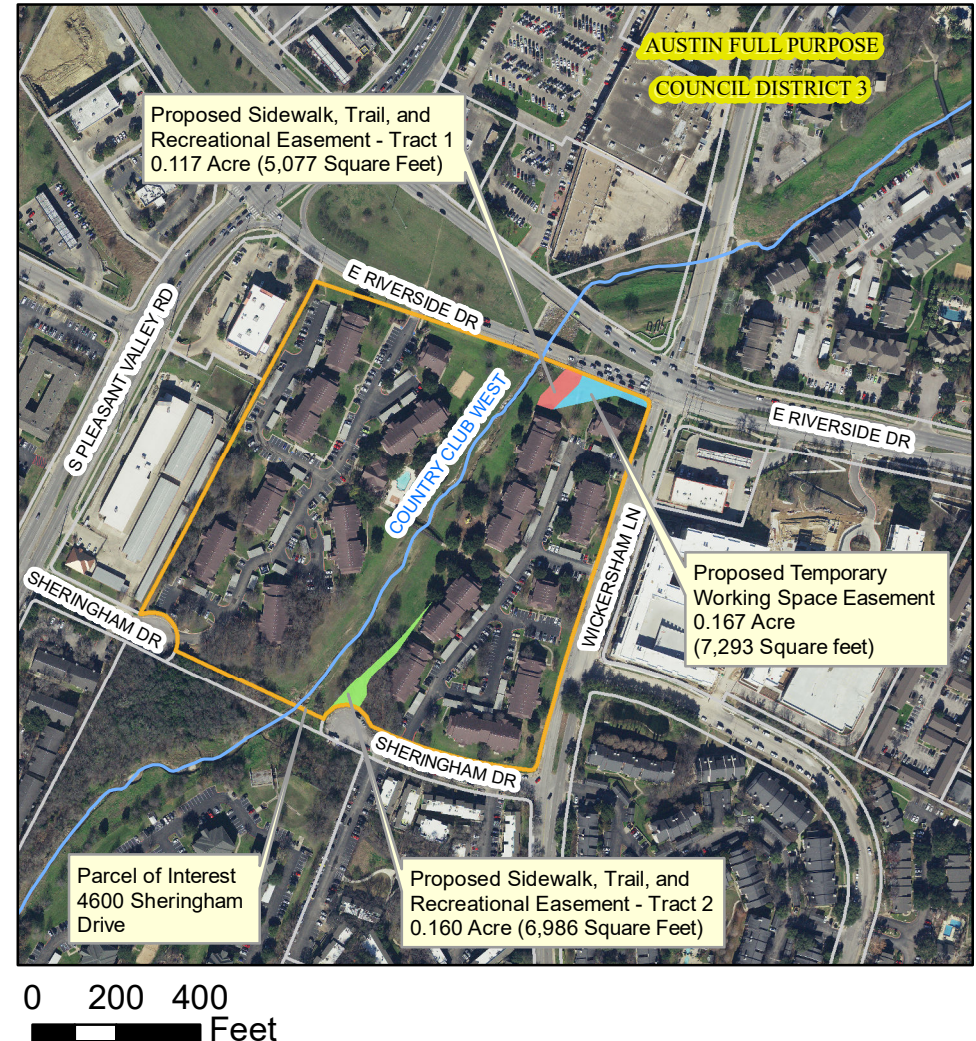 AUSTIN FULL PURPOSE
COUNCIL DISTRICT 3
Proposed Sidewalk, Trail, and
Recreational Easement - Tract 1
0.117 Acre (5,077 Square Feet)
E RIVERSIDE DR
S PLEASANT VALLEY RD
COUNTRY CLUB WEST
E RIVERSIDE DR
WICKERSHAM LN
Proposed Temporary
Working Space Easement
0.167 Acre
(7,293 Square feet)
SHERINGHAM DR
SHERINGHAM DR
Parcel of Interest
4600 Sheringham
Drive
Proposed Sidewalk, Trail, and
Recreational Easement - Tract 2
0.160 Acre (6,986 Square Feet)
0 200 400
Feet